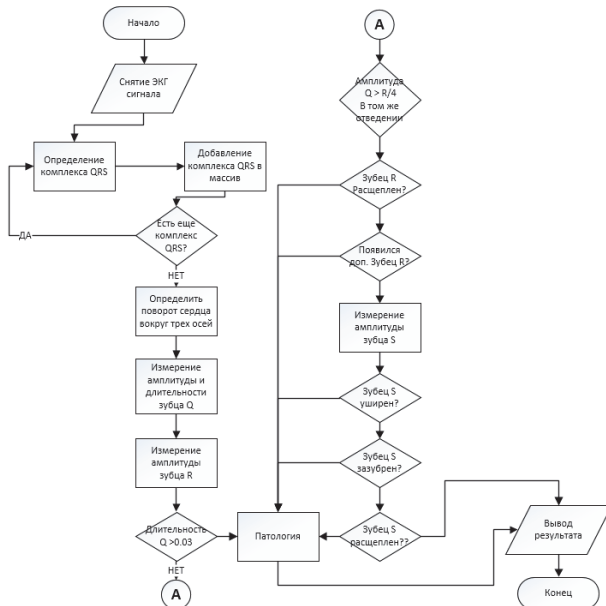 Начало
Снятие ЭКГ
сигнала
Определение
комплекса QRS
Добавление
комплекса QRS в
массив
Есть еще
комплекс
QRS?
ДА
НЕТ
Определить
поворот сердца
вокруг трех осей
Измерение
амплитуды и
длительности
зубца Q
Измерение
амплитуды
зубца R
Длительность
Q >0.03
НЕТ
А
А
Амплитуда
Q > R/4
В том же
отведении
Зубец R
Расщеплен?
Появился
доп. Зубец R?
Измерение
амплитуды
зубца S
Зубец S
уширен?
Зубец S
зазубрен?
Зубец S
расщеплен??
Патология
Вывод
результата
Конец